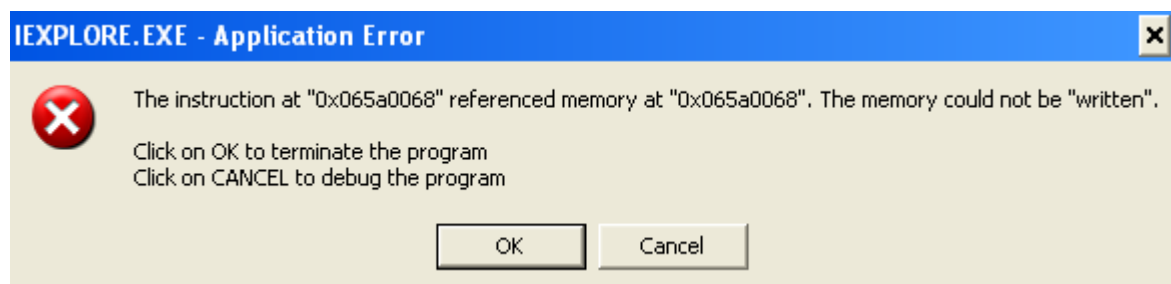 IEXPLORE.EXE - Application Error
The instruction at "0x065a0068" referenced memory at "0x065a0068". The memory could not be "written".
Click on OK to terminate the program
Click on CANCEL to debug the program
OK Cancel